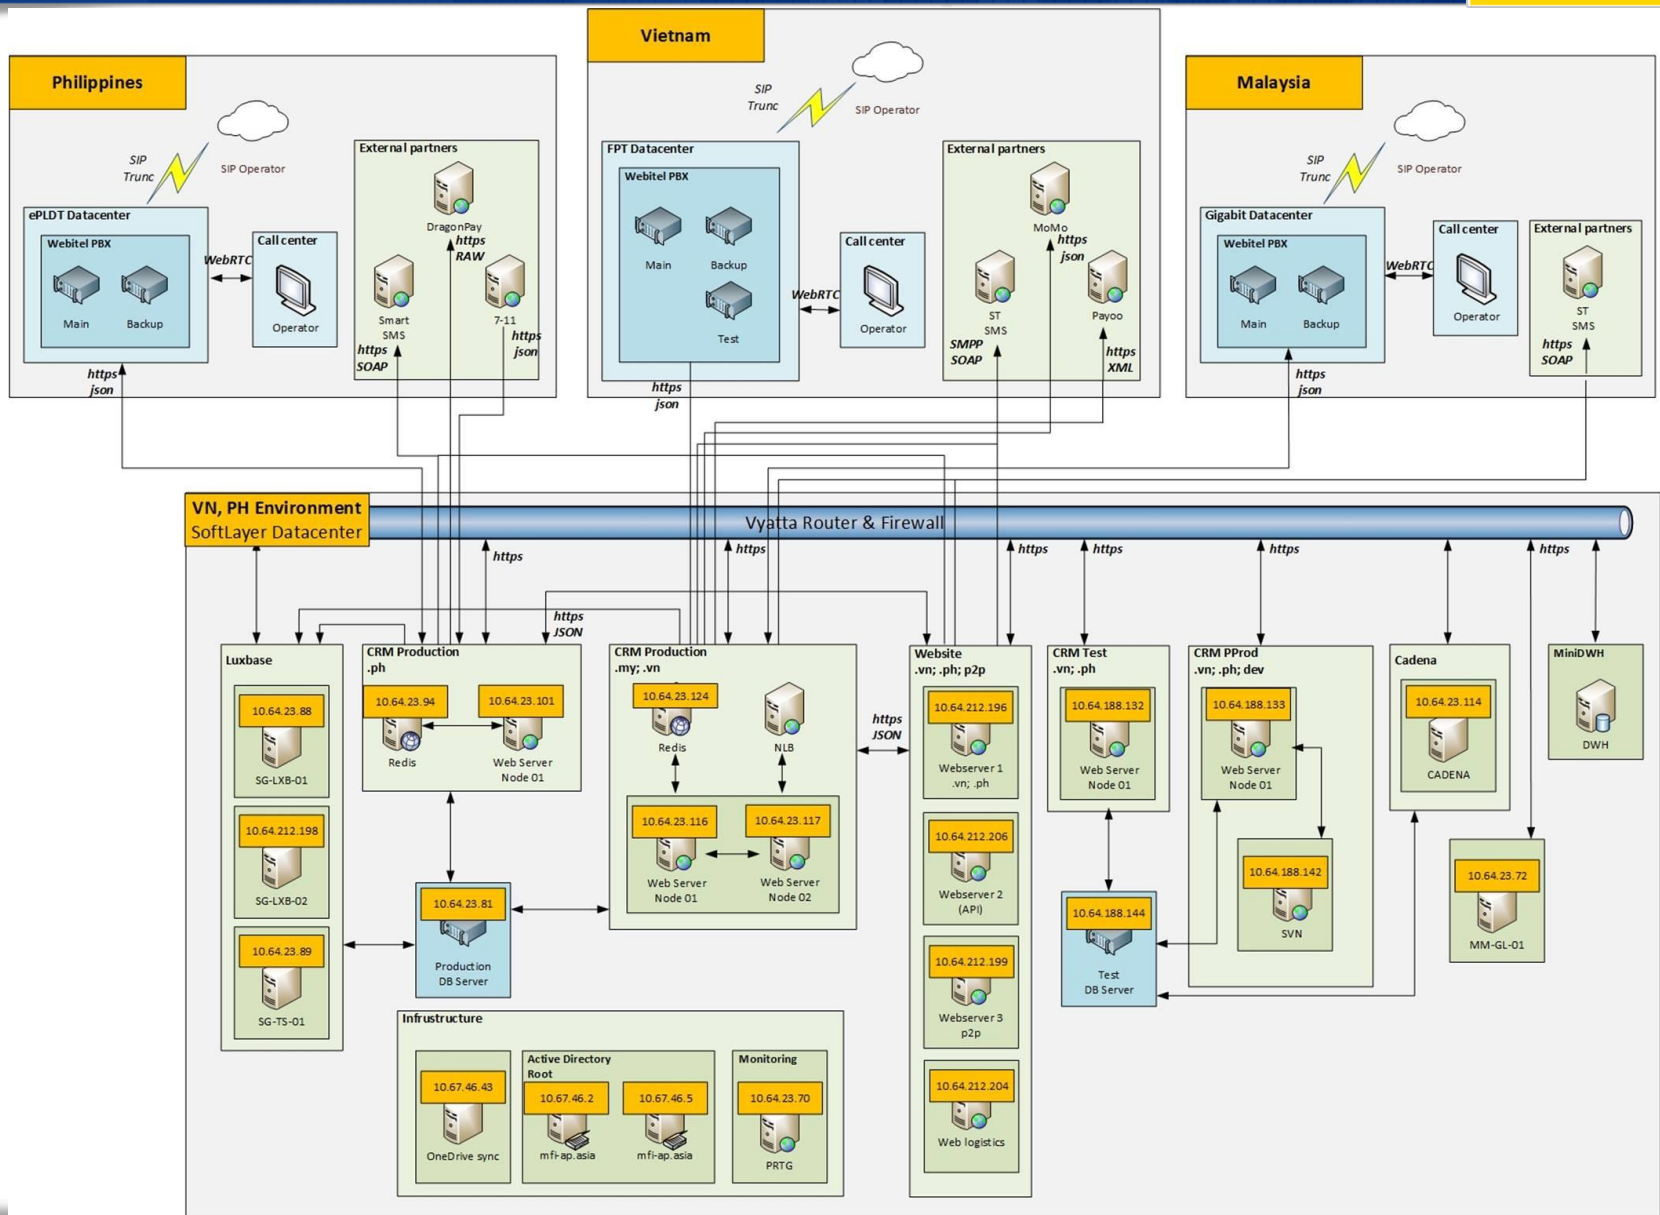 Philippines
SIP
Trunc
SIP Operator
ePLDT Datacenter
Webitel PBX
Main
Backup
https
json
WebRTC
Call center
Operator
External partners
DragonPay
https
RAW
Smart
SMS
https
SOAP
7-11
https
json
Vietnam
SIP
Trunc
SIP Operator
FPT Datacenter
Webitel PBX
Main
Backup
Test
https
json
WebRTC
Call center
Operator
External partners
MoMo
https
json
ST
SMS
SMPP
SOAP
Payoo
https
XML
Malaysia
SIP
Trunc
SIP Operator
Gigabit Datacenter
Webitel PBX
Main
Backup
https
json
WebRTC
Call center
Operator
External partners
ST
SMS
https
SOAP
VN, PH Environment
SoftLayer Datacenter
Vyatta Router & Firewall
https
https
https
https
https
https
https
JSON
Luxbase
10.64.23.88
SG-LXB-01
10.64.212.198
SG-LXB-02
10.64.23.89
SG-TS-01
CRM Production
.ph
10.64.23.94
Redis
10.64.23.101
Web Server
Node 01
10.64.23.81
Production
DB Server
CRM Production
.my; .vn
10.64.23.124
Redis
NLB
10.64.23.116
Web Server
Node 01
10.64.23.117
Web Server
Node 02
https
JSON
Website
.vn; .ph; p2p
10.64.212.196
Webserver 1
.vn; .ph
10.64.212.206
Webserver 2
(API)
10.64.212.199
Webserver 3
p2p
10.64.212.204
Web logistics
CRM Test
.vn; .ph
10.64.188.132
Web Server
Node 01
10.64.188.144
Test
DB Server
CRM PProd
.vn; .ph; dev
10.64.188.133
Web Server
Node 01
10.64.188.142
SVN
Cadena
10.64.23.114
CADENA
10.64.23.72
MM-GL-01
MiniDWH
DWH
Infrustructure
10.67.46.43
OneDrive sync
Active Directory
Root
10.67.46.2
mfi-ap.asia
10.67.46.5
mfi-ap.asia
Monitoring
10.64.23.70
PRTG